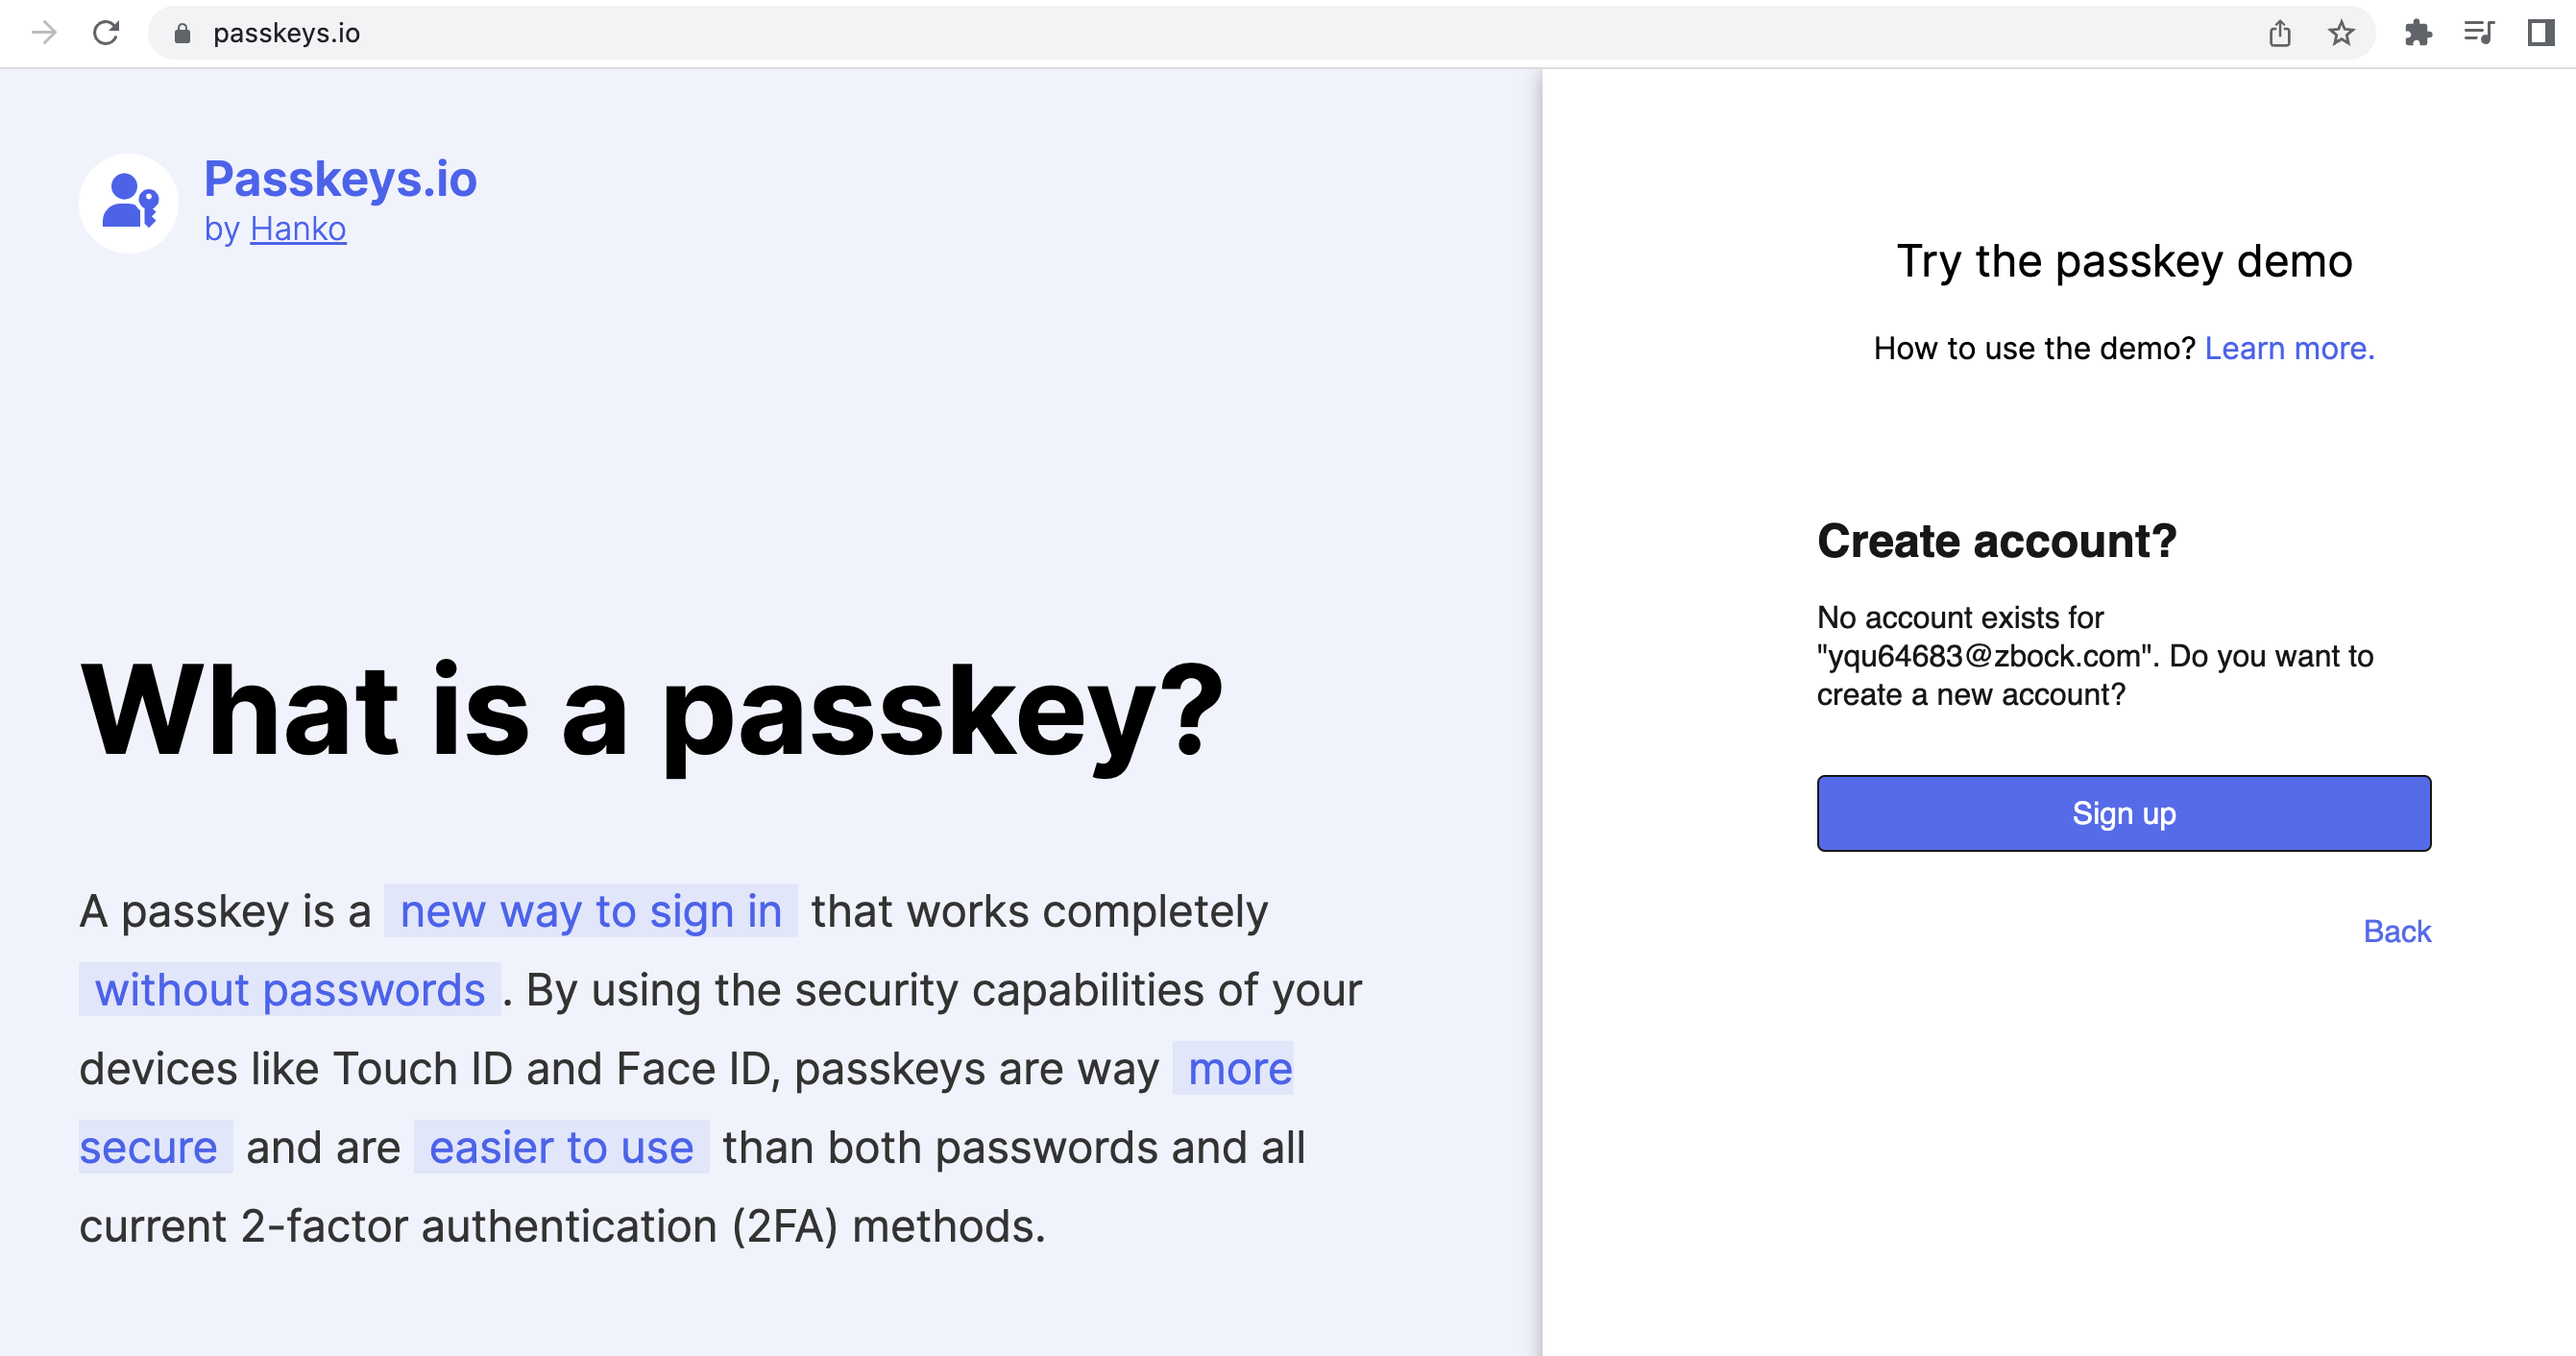 passkeys.io
Passkeys.io
by Hanko
What is a passkey?
A passkey is a new way to sign in that works completely
without passwords . By using the security capabilities of your
devices like Touch ID and Face ID, passkeys are way more
secure and are easier to use than both passwords and all
current 2-factor authentication (2FA) methods.
Try the passkey demo
How to use the demo? Learn more.
Create account?
No account exists for
"yqu64683@zbock.com". Do you want to
create a new account?
Sign up
Back